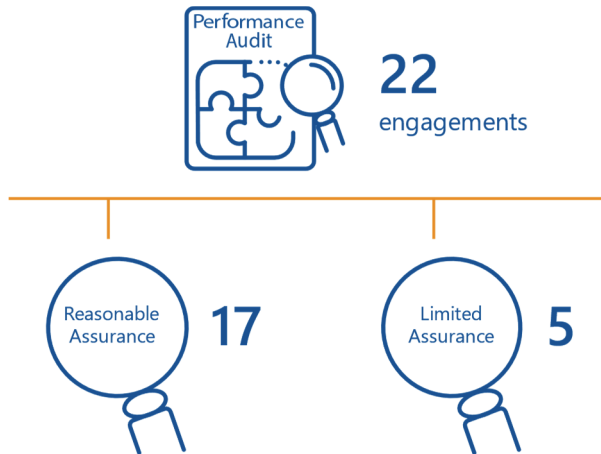 Performance
Audit
22
engagements
Reasonable
Assurance
17
Limited
Assurance
5